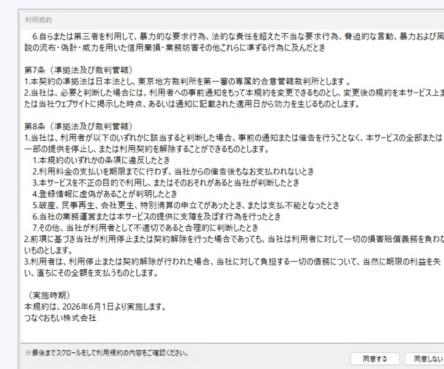 利用規約
6.自らまたは第三者を利用して、暴力的な要求行為、法的な責任を超えた不当な要求行為、脅迫的な言動、暴力および風
説の流布・偽計・威力を用いた信用棄損・業務妨害その他これらに準ずる行為に及んだとき
第7条（準拠法及び裁判管轄）
1.本契約の準拠法は日本法とし、東京地方裁判所を第一審の専属的合意管轄裁判所とします。
2.当社は、必要と判断した場合には、利用者への事前の通知をもって本規約を変更できるものとし、変更後の規約を本サービス上ま
たは当社ウェブサイトに掲示した時点、あるいは通知に記載された適用日から効力を生じるものとします。
第8条（準拠法及び裁判管轄）
1.当社は、利用者が以下のいずれかに該当すると判断した場合、事前の通知または催告を行うことなく、本サービスの全部または
一部の提供を停止し、または利用契約を解除することができるものとします。
1.本規約のいずれかの条項に違反したとき
2.利用料金の支払いを期限までに行わず、当社からの催告後もなお支払われないとき
3.本サービスを不正の目的で利用し、またはそのおそれがあると当社が判断したとき
4.登録情報に虚偽があることが判明したとき
5.破産、民事再生、会社更生、特別清算の申立てがあったとき、または支払不能となったとき
6.当社の業務運営または本サービスの提供に支障を及ぼす行為を行ったとき
7.その他、当社が利用者として不適切であると合理的に判断したとき
2.前項に基づき当社が利用停止または契約解除を行った場合であっても、当社は利用者に対して一切の損害賠償義務を負わな
いものとします。
3.利用者は、利用停止または契約解除が行われた場合、当社に対して負担する一切の債務について、当然に期限の利益を失
い、直ちにその全額を支払うものとします。
（実施時期）
本規約は、2026年6月1日より実施します。
つなぐおもい株式会社
※最後までスクロールをして利用規約の内容をご確認ください。
同意する 同意しない